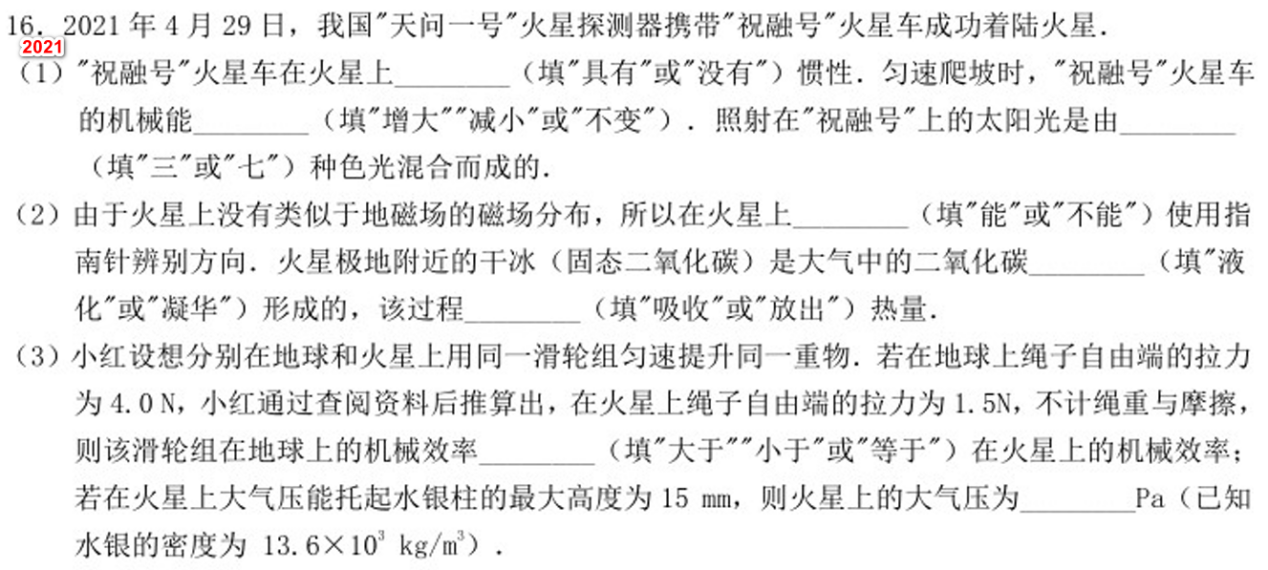 16．2021 年 4 月 29 日，我国"天问一号"火星探测器携带"祝融号"火星车成功着陆火星．
2021
（1）"祝融号"火星车在火星上________（填"具有"或"没有"）惯性．匀速爬坡时，"祝融号"火星车
的机械能________（填"增大""减小"或"不变"）．照射在"祝融号"上的太阳光是由________
（填"三"或"七"）种色光混合而成的．
（2）由于火星上没有类似于地磁场的磁场分布，所以在火星上________（填"能"或"不能"）使用指
南针辨别方向．火星极地附近的干冰（固态二氧化碳）是大气中的二氧化碳________（填"液
化"或"凝华"）形成的，该过程________（填"吸收"或"放出"）热量．
（3）小红设想分别在地球和火星上用同一滑轮组匀速提升同一重物．若在地球上绳子自由端的拉力
为 4.0 N，小红通过查阅资料后推算出，在火星上绳子自由端的拉力为 1.5N，不计绳重与摩擦，
则该滑轮组在地球上的机械效率________（填"大于""小于"或"等于"）在火星上的机械效率；
若在火星上大气压能托起水银柱的最大高度为 15 mm，则火星上的大气压为________Pa（已知
水银的密度为 13.6×10³ kg/m³）．